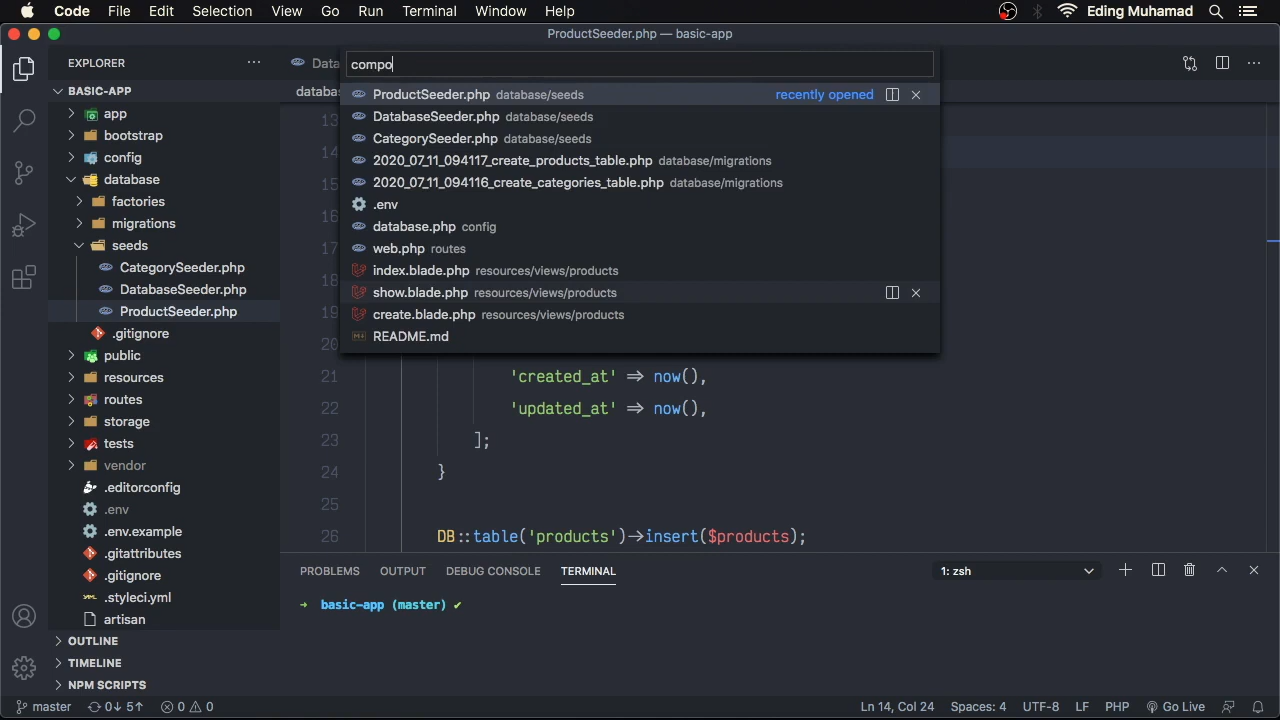 Code File Edit Selection View Go Run Terminal Window Help Eding Muhamad
ProductSeeder.php — basic-app
EXPLORER
BASIC-APP
app
bootstrap
config
database
factories
migrations
seeds
CategorySeeder.php
DatabaseSeeder.php
ProductSeeder.php
.gitignore
public
resources
routes
storage
tests
vendor
.editorconfig
.env
.env.example
.gitattributes
.gitignore
.styleci.yml
artisan
OUTLINE
TIMELINE
NPM SCRIPTS
Data
databas
compo
ProductSeeder.php database/seeds recently opened
DatabaseSeeder.php database/seeds
CategorySeeder.php database/seeds
2020_07_11_094117_create_products_table.php database/migrations
2020_07_11_094116_create_categories_table.php database/migrations
.env
database.php config
web.php routes
index.blade.php resources/views/products
show.blade.php resources/views/products
create.blade.php resources/views/products
README.md
13
14
15
16
17
18
19
20
21 'created_at' => now(),
22 'updated_at' => now(),
23 ];
24 }
25
26 DB::table('products')->insert($products);
PROBLEMS OUTPUT DEBUG CONSOLE TERMINAL 1: zsh
→ basic-app (master) ✔
master 0↓ 5↑ 0 0 Ln 14, Col 24 Spaces: 4 UTF-8 LF PHP Go Live